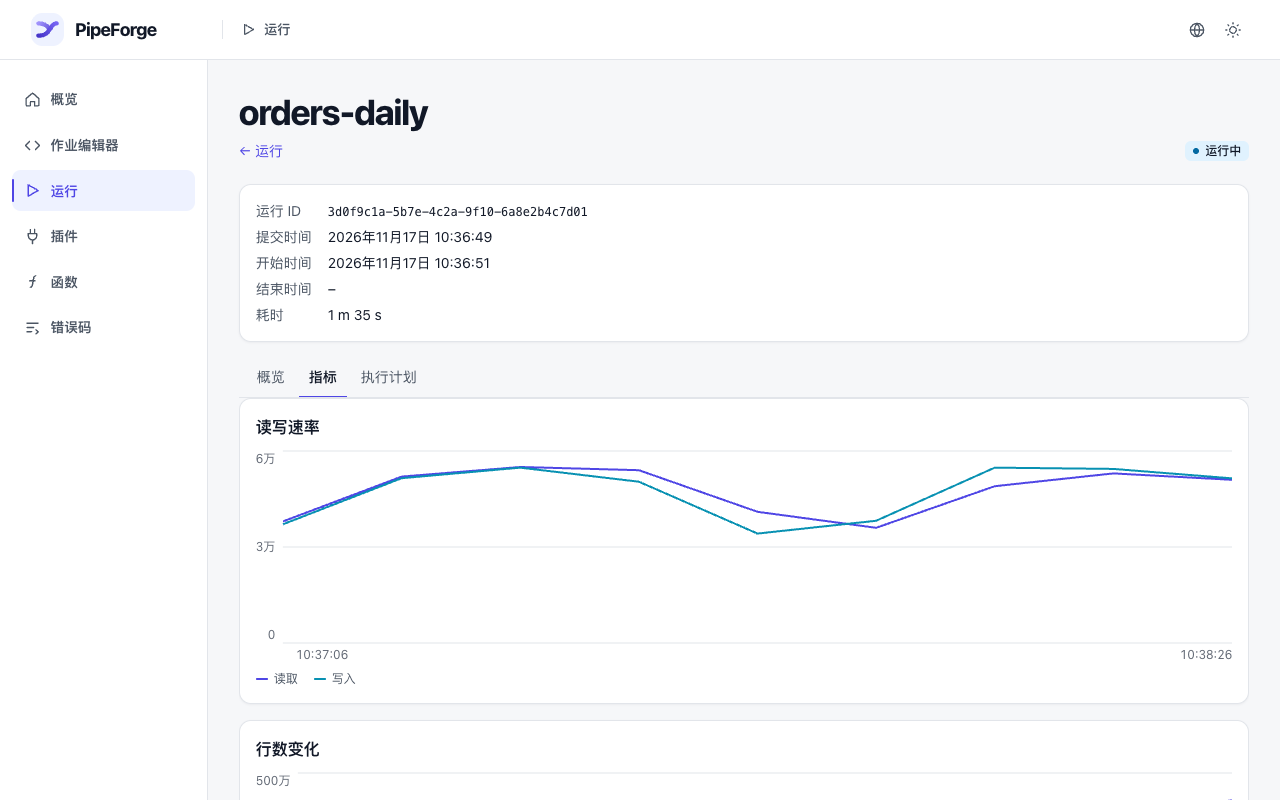 PipeForge
运行
概览
作业编辑器
运行
插件
函数
错误码
orders-daily
← 运行
运行中
运行 ID 3d0f9c1a-5b7e-4c2a-9f10-6a8e2b4c7d01
提交时间 2026年11月17日 10:36:49
开始时间 2026年11月17日 10:36:51
结束时间 –
耗时 1 m 35 s
概览 指标 执行计划
读写速率
6万
3万
0
10:37:06 10:38:26
读取 写入
行数变化
500万